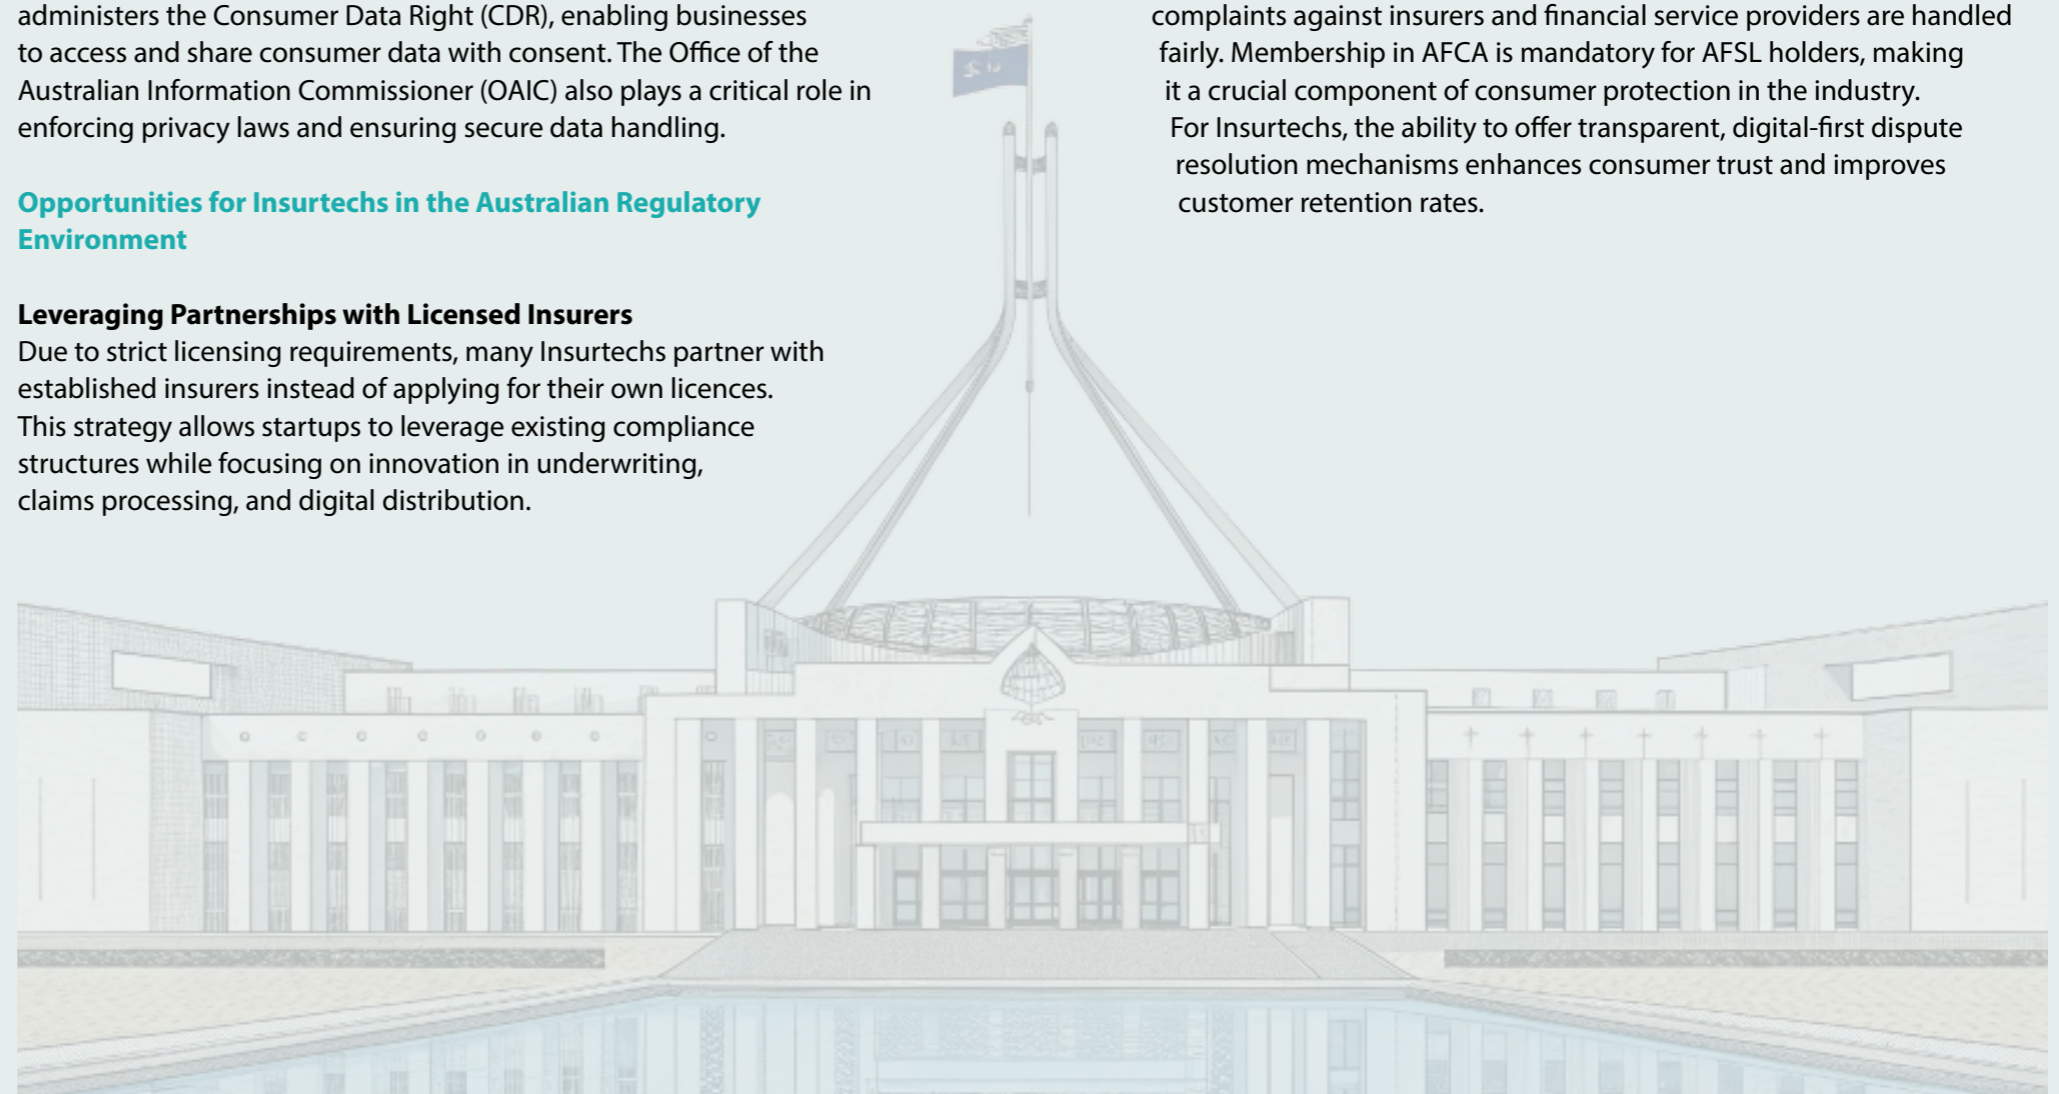 administers the Consumer Data Right (CDR), enabling businesses
to access and share consumer data with consent. The Office of the
Australian Information Commissioner (OAIC) also plays a critical role in
enforcing privacy laws and ensuring secure data handling.
Opportunities for Insurtechs in the Australian Regulatory
Environment
Leveraging Partnerships with Licensed Insurers
Due to strict licensing requirements, many Insurtechs partner with
established insurers instead of applying for their own licences.
This strategy allows startups to leverage existing compliance
structures while focusing on innovation in underwriting,
claims processing, and digital distribution.
complaints against insurers and financial service providers are handled
fairly. Membership in AFCA is mandatory for AFSL holders, making
it a crucial component of consumer protection in the industry.
For Insurtechs, the ability to offer transparent, digital-first dispute
resolution mechanisms enhances consumer trust and improves
customer retention rates.